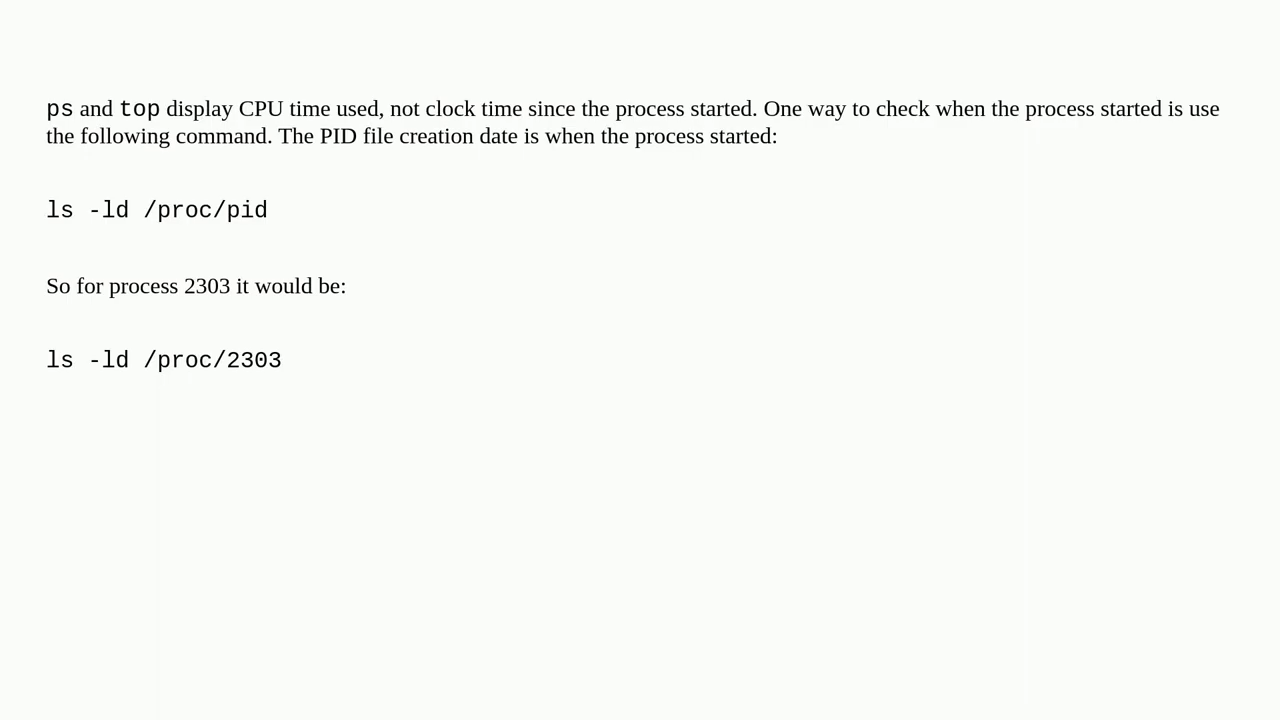 ps and top display CPU time used, not clock time since the process started. One way to check when the process started is use
the following command. The PID file creation date is when the process started:
ls -ld /proc/pid
So for process 2303 it would be:
ls -ld /proc/2303